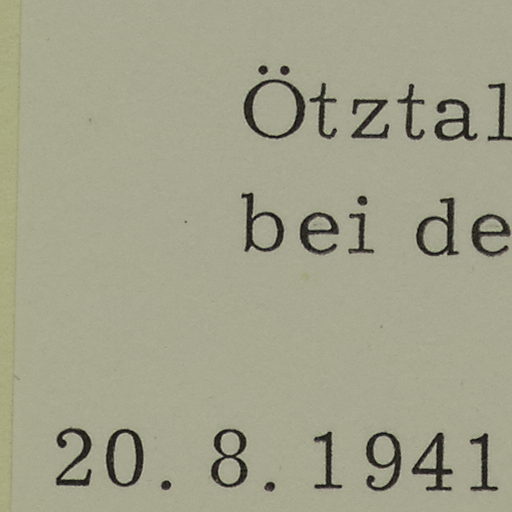 Ötztal
bei de
20. 8. 1941